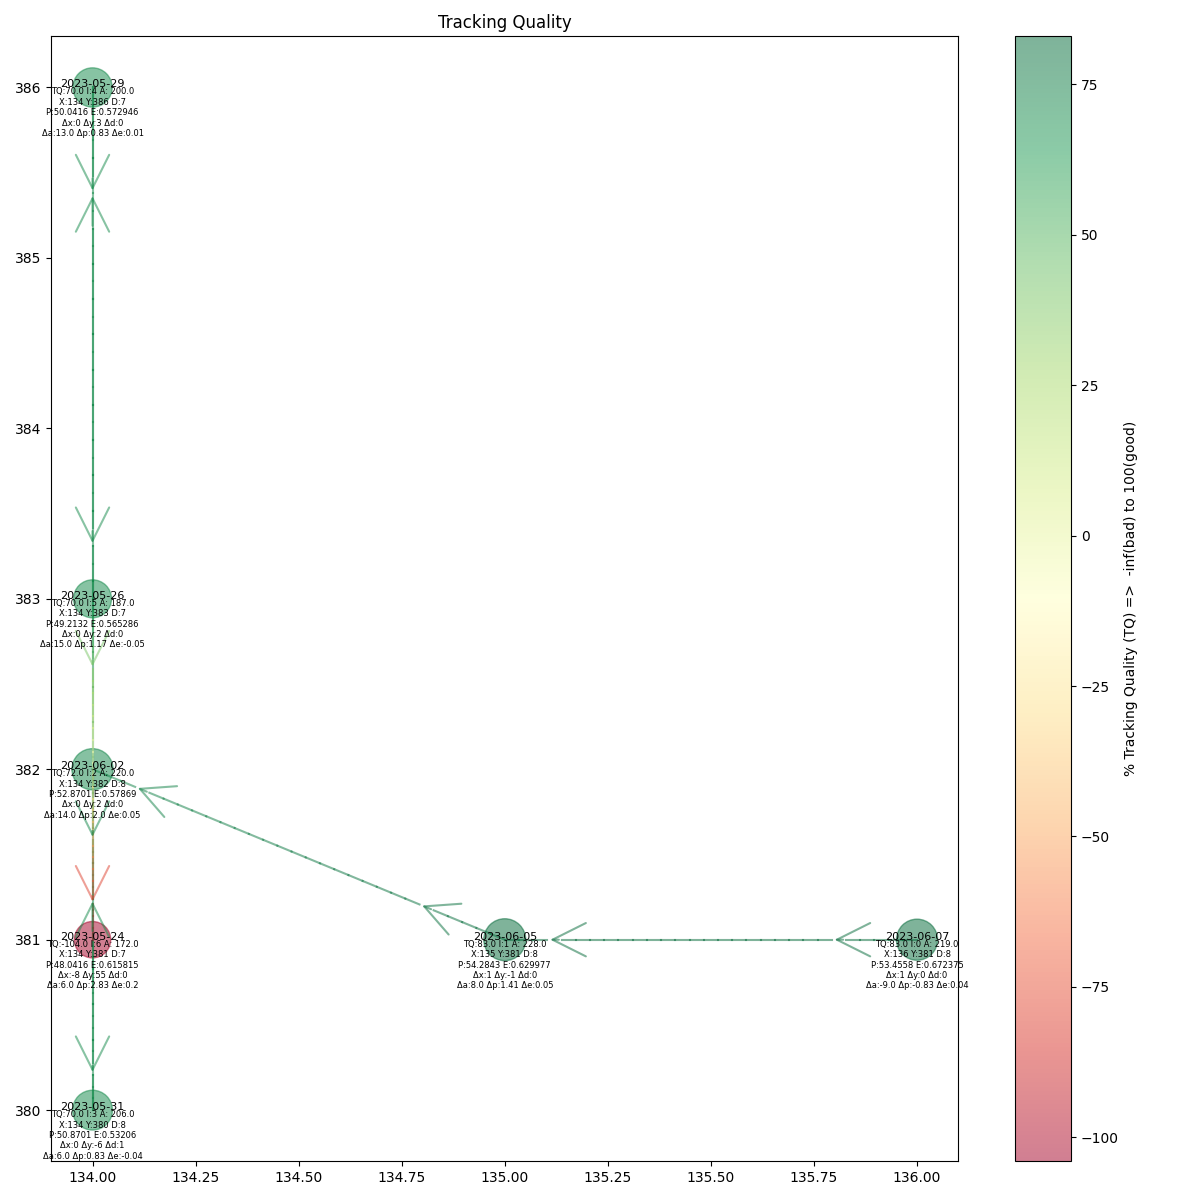 Tracking Quality
386
385
384
383
382
381
380
2023-05-29
TQ:70.0 I:4 A: 200.0
X:134 Y:386 D:7
P:50.0416 E:0.572946
Δx:0 Δy:3 Δd:0
Δa:13.0 Δp:0.83 Δe:0.01
2023-05-26
TQ:70.0 I:5 A: 187.0
X:134 Y:383 D:7
P:49.2132 E:0.565286
Δx:0 Δy:2 Δd:0
Δa:15.0 Δp:1.17 Δe:-0.05
2023-06-02
TQ:72.0 I:2 A: 220.0
X:134 Y:382 D:8
P:52.8701 E:0.57869
Δx:0 Δy:2 Δd:0
Δa:14.0 Δp:2.0 Δe:0.05
2023-05-24
TQ:-104.0 I:6 A: 172.0
X:134 Y:381 D:7
P:48.0416 E:0.615815
Δx:-8 Δy:55 Δd:0
Δa:6.0 Δp:2.83 Δe:0.2
2023-06-05
TQ:83.0 I:1 A: 228.0
X:135 Y:381 D:8
P:54.2843 E:0.629977
Δx:1 Δy:-1 Δd:0
Δa:8.0 Δp:1.41 Δe:0.05
2023-06-07
TQ:83.0 I:0 A: 219.0
X:136 Y:381 D:8
P:53.4558 E:0.672375
Δx:1 Δy:0 Δd:0
Δa:-9.0 Δp:-0.83 Δe:0.04
2023-05-31
TQ:70.0 I:3 A: 206.0
X:134 Y:380 D:8
P:50.8701 E:0.53206
Δx:0 Δy:-6 Δd:1
Δa:6.0 Δp:0.83 Δe:-0.04
134.00
134.25
134.50
134.75
135.00
135.25
135.50
135.75
136.00
75
50
25
0
−25
−50
−75
−100
% Tracking Quality (TQ) => -inf(bad) to 100(good)